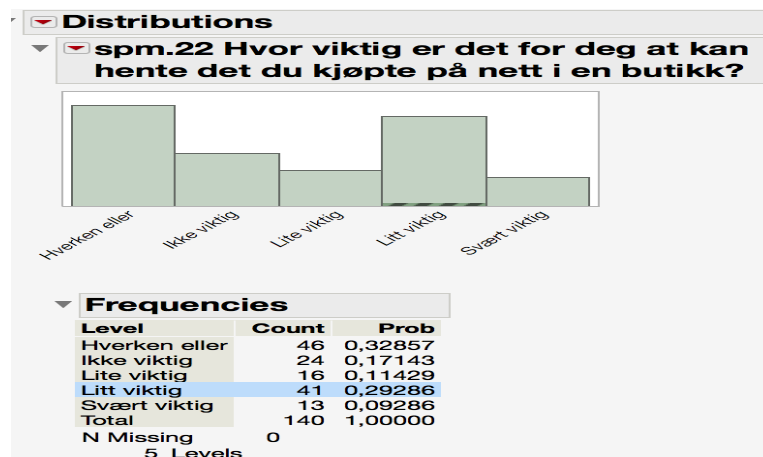 Distributions
spm.22 Hvor viktig er det for deg at kan
hente det du kjøpte på nett i en butikk?
Hverken eller
Ikke viktig
Lite viktig
Litt viktig
Svært viktig
Frequencies
Level Count Prob
Hverken eller 46 0,32857
Ikke viktig 24 0,17143
Lite viktig 16 0,11429
Litt viktig 41 0,29286
Svært viktig 13 0,09286
Total 140 1,00000
N Missing 0
5 Levels